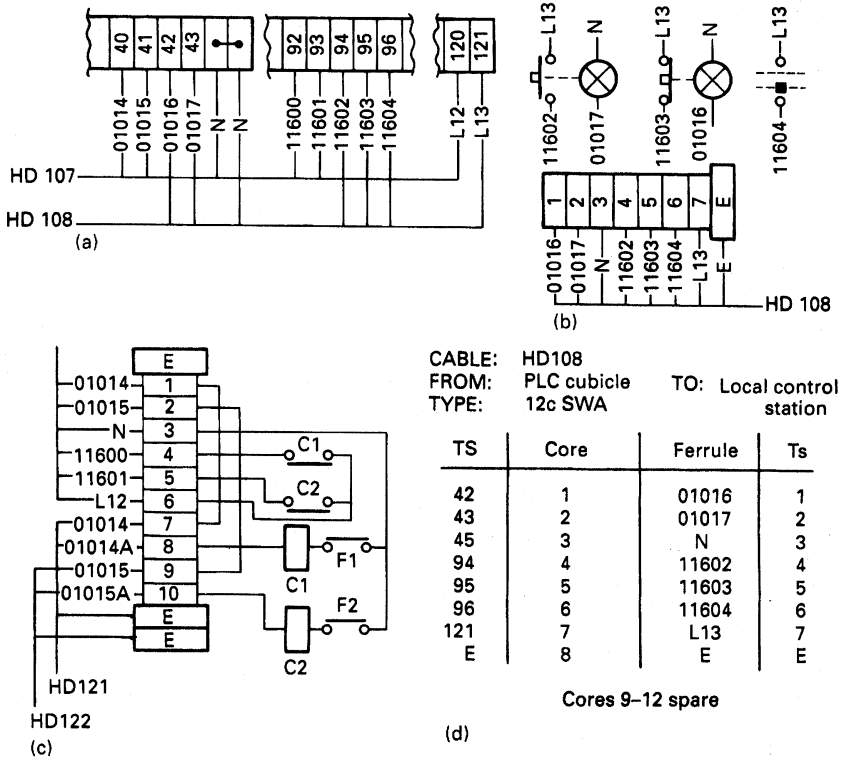 40 41 42 43 92 93 94 95 96 120 121
01014 01015 01016 01017 N N 11600 11601 11602 11603 11604 L12 L13
HD 107
HD 108
(a)
L13 N L13 N L13
11602 01017 11603 01016 11604
1 2 3 4 5 6 7 E
01016 01017 N 11602 11603 11604 L13 E
HD 108
(b)
E
01014 1
01015 2
N 3
11600 4 C1
11601 5 C2
L12 6
01014 7
01014A 8 F1
C1
01015 9
01015A 10 F2
E
C2
E
HD121
HD122
(c)
CABLE: HD108
FROM: PLC cubicle TO: Local control station
TYPE: 12c SWA
TS Core Ferrule Ts
42 1 01016 1
43 2 01017 2
45 3 N 3
94 4 11602 4
95 5 11603 5
96 6 11604 6
121 7 L13 7
E 8 E E
Cores 9–12 spare
(d)